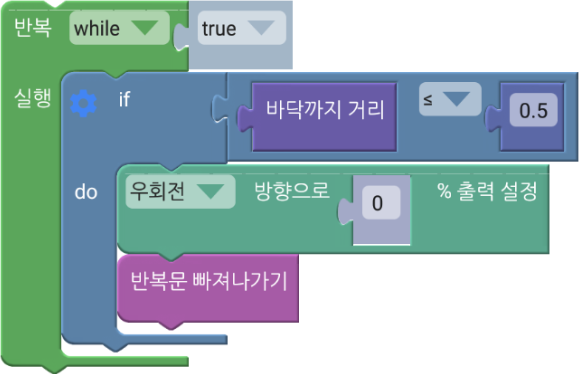 반복 while true
실행 if 바닥까지 거리 ≤ 0.5
do 우회전 방향으로 0 % 출력 설정
반복문 빠져나가기